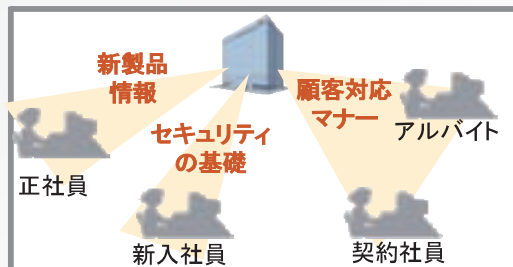 新製品
情報
セキュリティ
の基礎
顧客対応
マナー
アルバイト
正社員
新入社員
契約社員